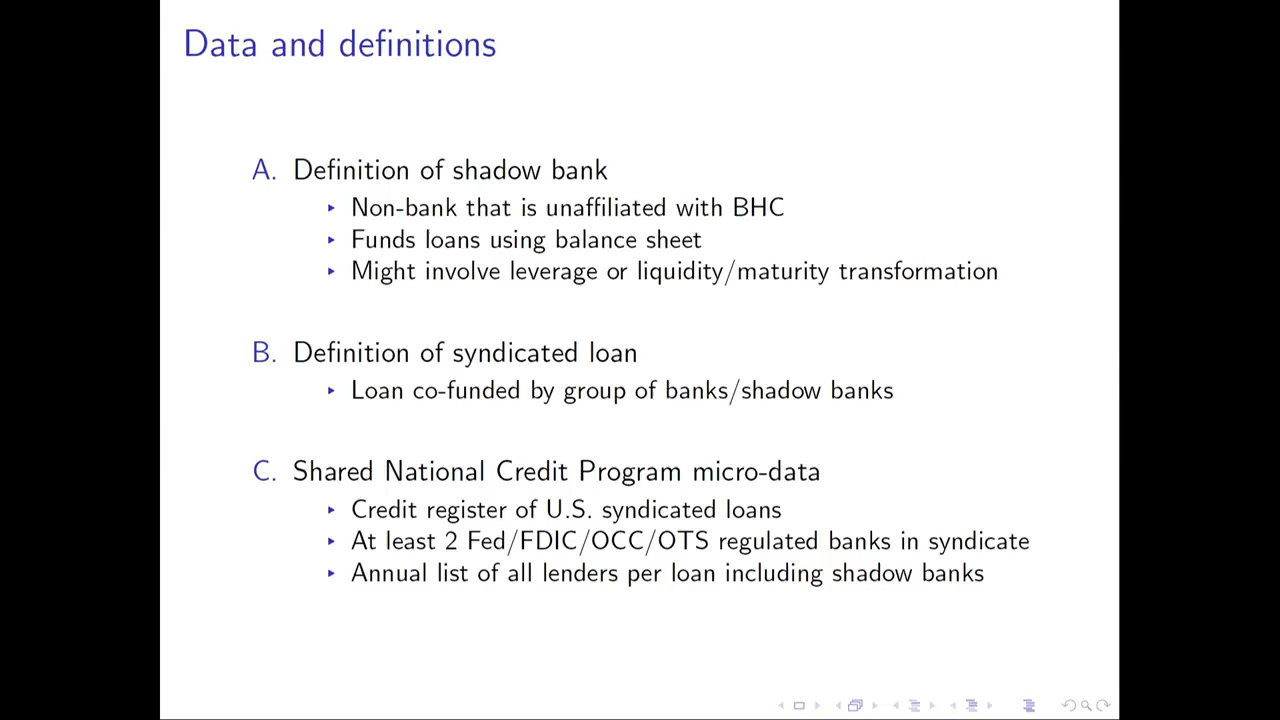 Data and definitions
A. Definition of shadow bank
‣ Non-bank that is unaffiliated with BHC
‣ Funds loans using balance sheet
‣ Might involve leverage or liquidity/maturity transformation
B. Definition of syndicated loan
‣ Loan co-funded by group of banks/shadow banks
C. Shared National Credit Program micro-data
‣ Credit register of U.S. syndicated loans
‣ At least 2 Fed/FDIC/OCC/OTS regulated banks in syndicate
‣ Annual list of all lenders per loan including shadow banks